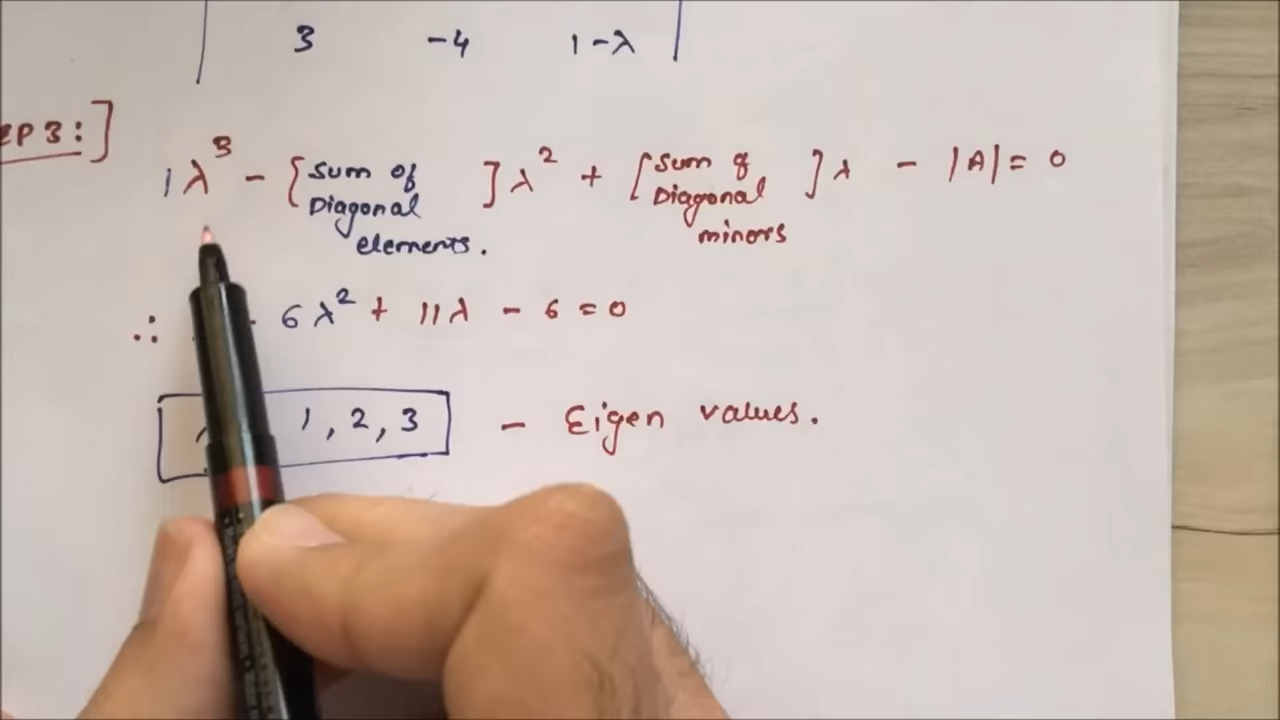 3 -4 1-λ
EP 3:]
1λ³ - [Sum of Diagonal elements.]λ² + [Sum of Diagonal minors]λ - |A| = 0
∴ - 6λ² + 11λ - 6 = 0
1, 2, 3 - Eigen values.